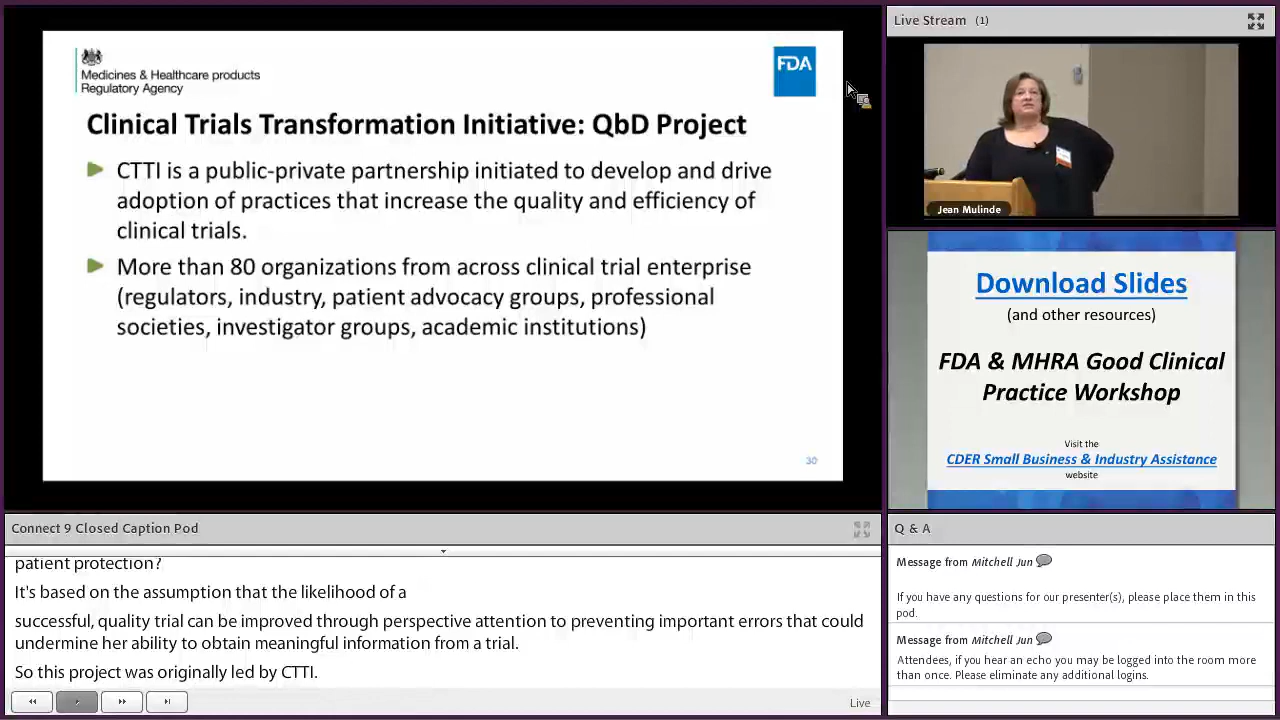 Medicines & Healthcare products
Regulatory Agency
FDA
Clinical Trials Transformation Initiative: QbD Project
CTTI is a public-private partnership initiated to develop and drive
adoption of practices that increase the quality and efficiency of
clinical trials.
More than 80 organizations from across clinical trial enterprise
(regulators, industry, patient advocacy groups, professional
societies, investigator groups, academic institutions)
30
Live Stream (1)
Jean Mulinde
Download Slides
(and other resources)
FDA & MHRA Good Clinical
Practice Workshop
Visit the
CDER Small Business & Industry Assistance
website
Connect 9 Closed Caption Pod
patient protection?
It's based on the assumption that the likelihood of a
successful, quality trial can be improved through perspective attention to preventing important errors that could
undermine her ability to obtain meaningful information from a trial.
So this project was originally led by CTTI.
Live
Q & A
Message from Mitchell Jun
If you have any questions for our presenter(s), please place them in this
pod.
Message from Mitchell Jun
Attendees, if you hear an echo you may be logged into the room more
than once. Please eliminate any additional logins.